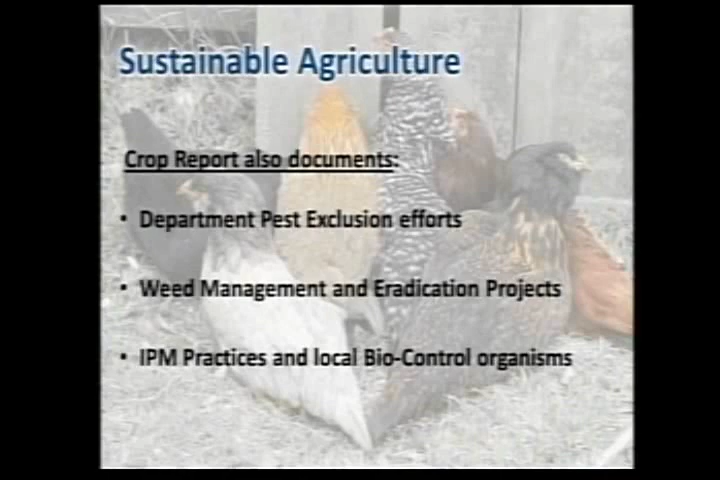 Sustainable Agriculture
Crop Report also documents:
• Department Pest Exclusion efforts
• Weed Management and Eradication Projects
• IPM Practices and local Bio-Control organisms